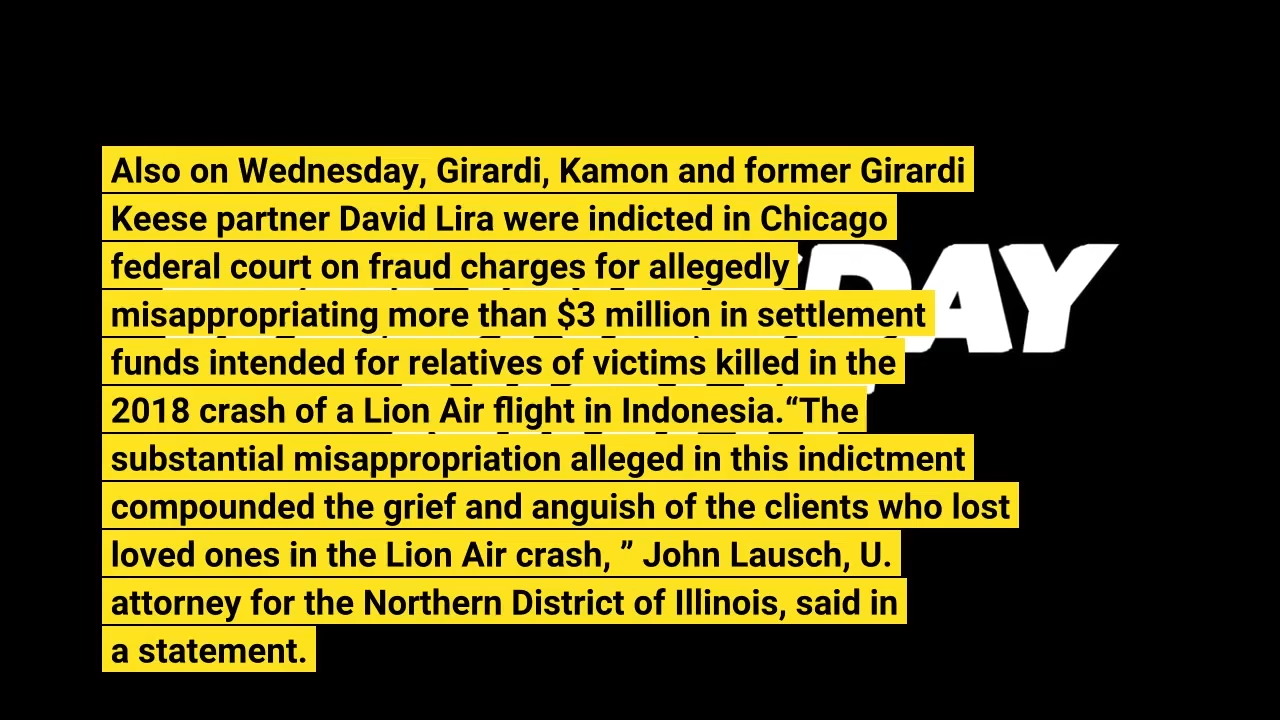 Also on Wednesday, Girardi, Kamon and former Girardi
Keese partner David Lira were indicted in Chicago
federal court on fraud charges for allegedly
misappropriating more than $3 million in settlement
funds intended for relatives of victims killed in the
2018 crash of a Lion Air flight in Indonesia.“The
substantial misappropriation alleged in this indictment
compounded the grief and anguish of the clients who lost
loved ones in the Lion Air crash, ” John Lausch, U.
attorney for the Northern District of Illinois, said in
a statement.
DAY